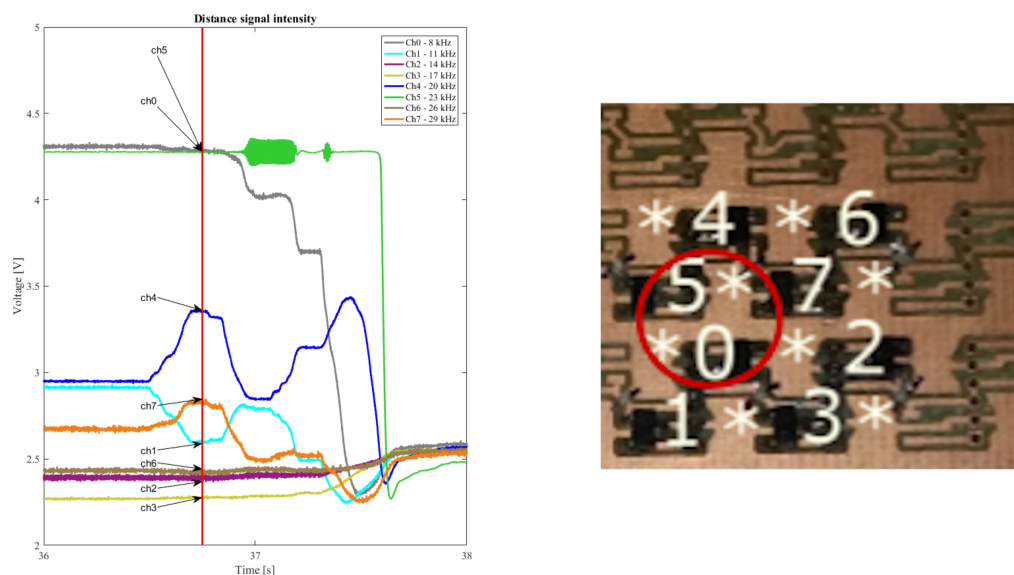 Distance signal intensity
5
4.5
4
3.5
3
2.5
2
Voltage [V]
36
37
38
Time [s]
Ch0 - 8 kHz
Ch1 - 11 kHz
Ch2 - 14 kHz
Ch3 - 17 kHz
Ch4 - 20 kHz
Ch5 - 23 kHz
Ch6 - 26 kHz
Ch7 - 29 kHz
ch5
ch0
ch4
ch7
ch1
ch6
ch2
ch3
* 4 * 6
5 * 7 *
* 0 * 2
1 * 3 *